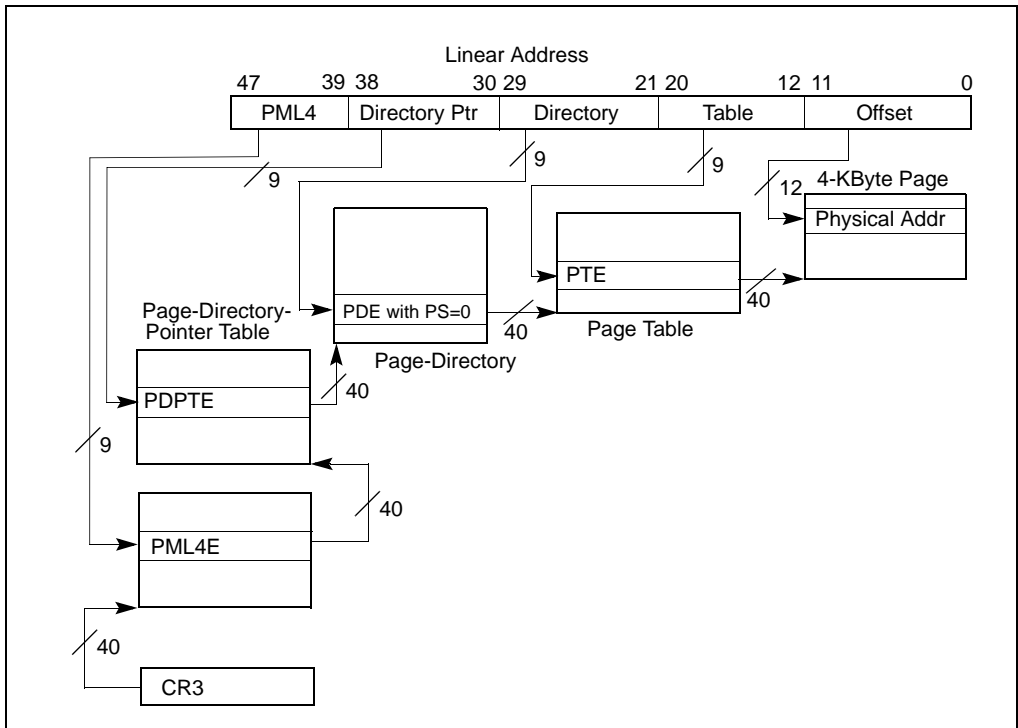 Linear Address
47 39 38 30 29 21 20 12 11 0
PML4 Directory Ptr Directory Table Offset
9 9 9 12 4-KByte Page
Physical Addr
PTE
40
Page-Directory-
Pointer Table
PDE with PS=0
40
Page Table
Page-Directory
40
PDPTE
9
40
PML4E
40
CR3